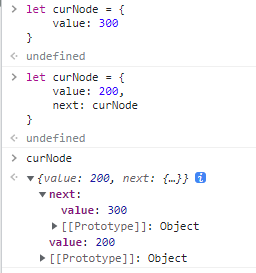 let curNode = {
value: 300
}
undefined
let curNode = {
value: 200,
next: curNode
}
undefined
curNode
{value: 200, next: {…}} i
next:
value: 300
[[Prototype]]: Object
value: 200
[[Prototype]]: Object